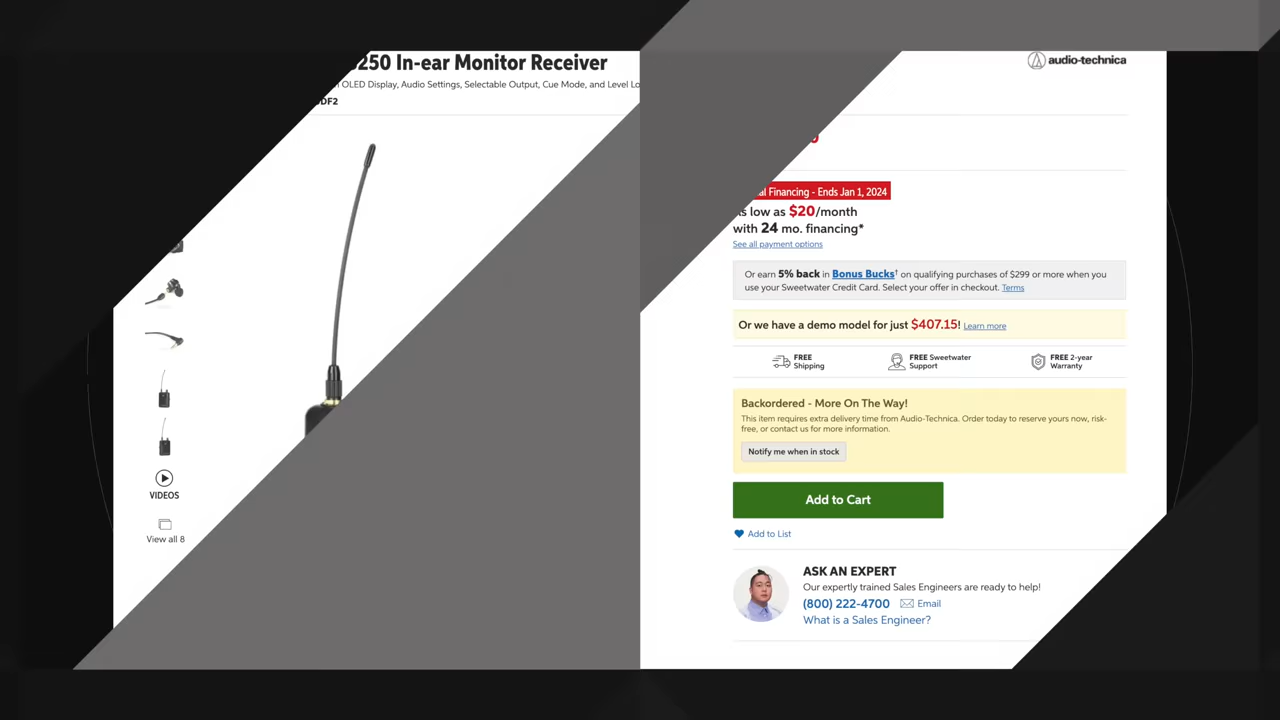 250 In-ear Monitor Receiver
OLED Display, Audio Settings, Selectable Output, Cue Mode, and Level Lo
DF2
audio-technica
Financing - Ends Jan 1, 2024
As low as $20/month
with 24 mo. financing*
See all payment options
Or earn 5% back in Bonus Bucks† on qualifying purchases of $299 or more when you
use your Sweetwater Credit Card. Select your offer in checkout. Terms
Or we have a demo model for just $407.15! Learn more
FREE
Shipping
FREE Sweetwater
Support
FREE 2-year
Warranty
Backordered - More On The Way!
This item requires extra delivery time from Audio-Technica. Order today to reserve yours now, risk-
free, or contact us for more information.
Notify me when in stock
Add to Cart
Add to List
VIDEOS
View all 8
ASK AN EXPERT
Our expertly trained Sales Engineers are ready to help!
(800) 222-4700 Email
What is a Sales Engineer?